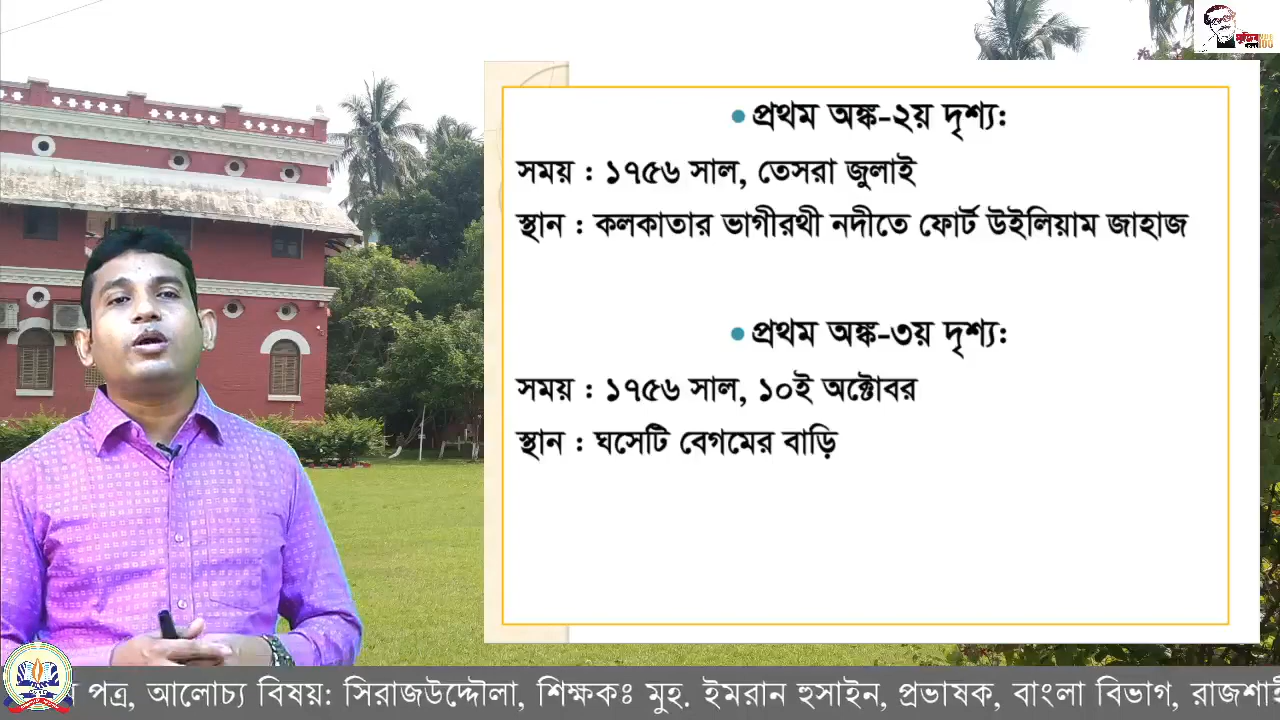 প্রথম অঙ্ক-২য় দৃশ্য:
সময় : ১৭৫৬ সাল, তেসরা জুলাই
স্থান : কলকাতার ভাগীরথী নদীতে ফোর্ট উইলিয়াম জাহাজ
প্রথম অঙ্ক-৩য় দৃশ্য:
সময় : ১৭৫৬ সাল, ১০ই অক্টোবর
স্থান : ঘসেটি বেগমের বাড়ি
পত্র, আলোচ্য বিষয়: সিরাজউদ্দৌলা, শিক্ষকঃ মুহ. ইমরান হুসাইন, প্রভাষক, বাংলা বিভাগ, রাজশাহী